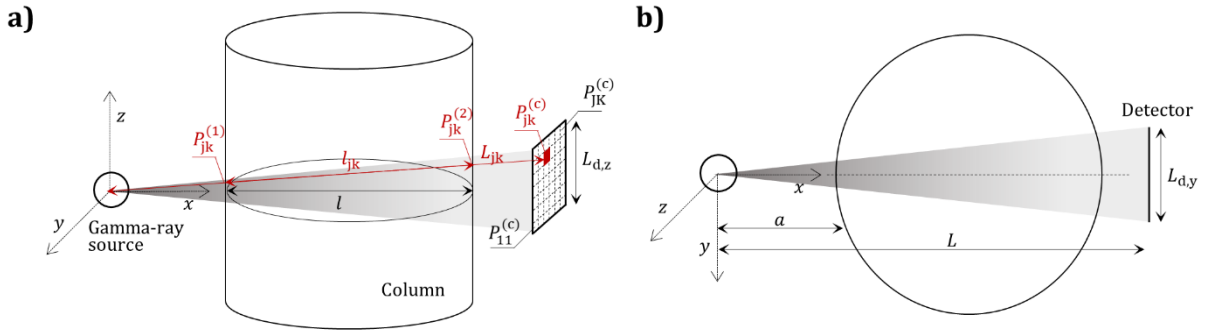 a)
z
y
x
Gamma-ray
source
P_jk^(1)
l_jk
l
P_jk^(2)
L_jk
P_jk^(c)
P_JK^(c)
L_d,z
P_11^(c)
Column
b)
Detector
x
z
y
a
L
L_d,y